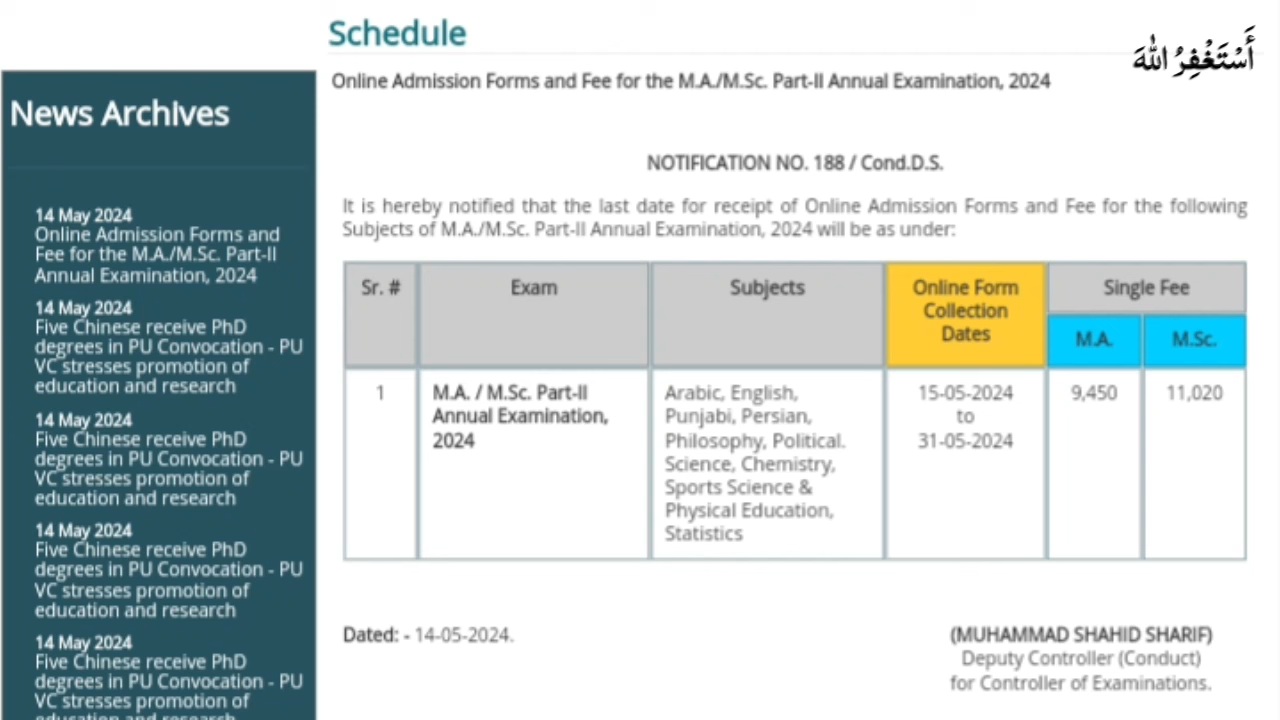 Schedule
أَسْتَغْفِرُ اللهَ
Online Admission Forms and Fee for the M.A./M.Sc. Part-II Annual Examination, 2024
News Archives
14 May 2024
Online Admission Forms and
Fee for the M.A./M.Sc. Part-II
Annual Examination, 2024
14 May 2024
Five Chinese receive PhD
degrees in PU Convocation - PU
VC stresses promotion of
education and research
14 May 2024
Five Chinese receive PhD
degrees in PU Convocation - PU
VC stresses promotion of
education and research
14 May 2024
Five Chinese receive PhD
degrees in PU Convocation - PU
VC stresses promotion of
education and research
14 May 2024
Five Chinese receive PhD
degrees in PU Convocation - PU
VC stresses promotion of
education and research
NOTIFICATION NO. 188 / Cond.D.S.
It is hereby notified that the last date for receipt of Online Admission Forms and Fee for the following
Subjects of M.A./M.Sc. Part-II Annual Examination, 2024 will be as under:
Sr. #
Exam
Subjects
Online Form
Collection
Dates
Single Fee
M.A.
M.Sc.
1
M.A. / M.Sc. Part-II
Annual Examination,
2024
Arabic, English,
Punjabi, Persian,
Philosophy, Political.
Science, Chemistry,
Sports Science &
Physical Education,
Statistics
15-05-2024
to
31-05-2024
9,450
11,020
Dated: - 14-05-2024.
(MUHAMMAD SHAHID SHARIF)
Deputy Controller (Conduct)
for Controller of Examinations.